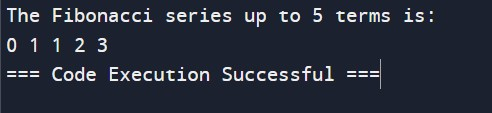 The Fibonacci series up to 5 terms is:
0 1 1 2 3
=== Code Execution Successful ===